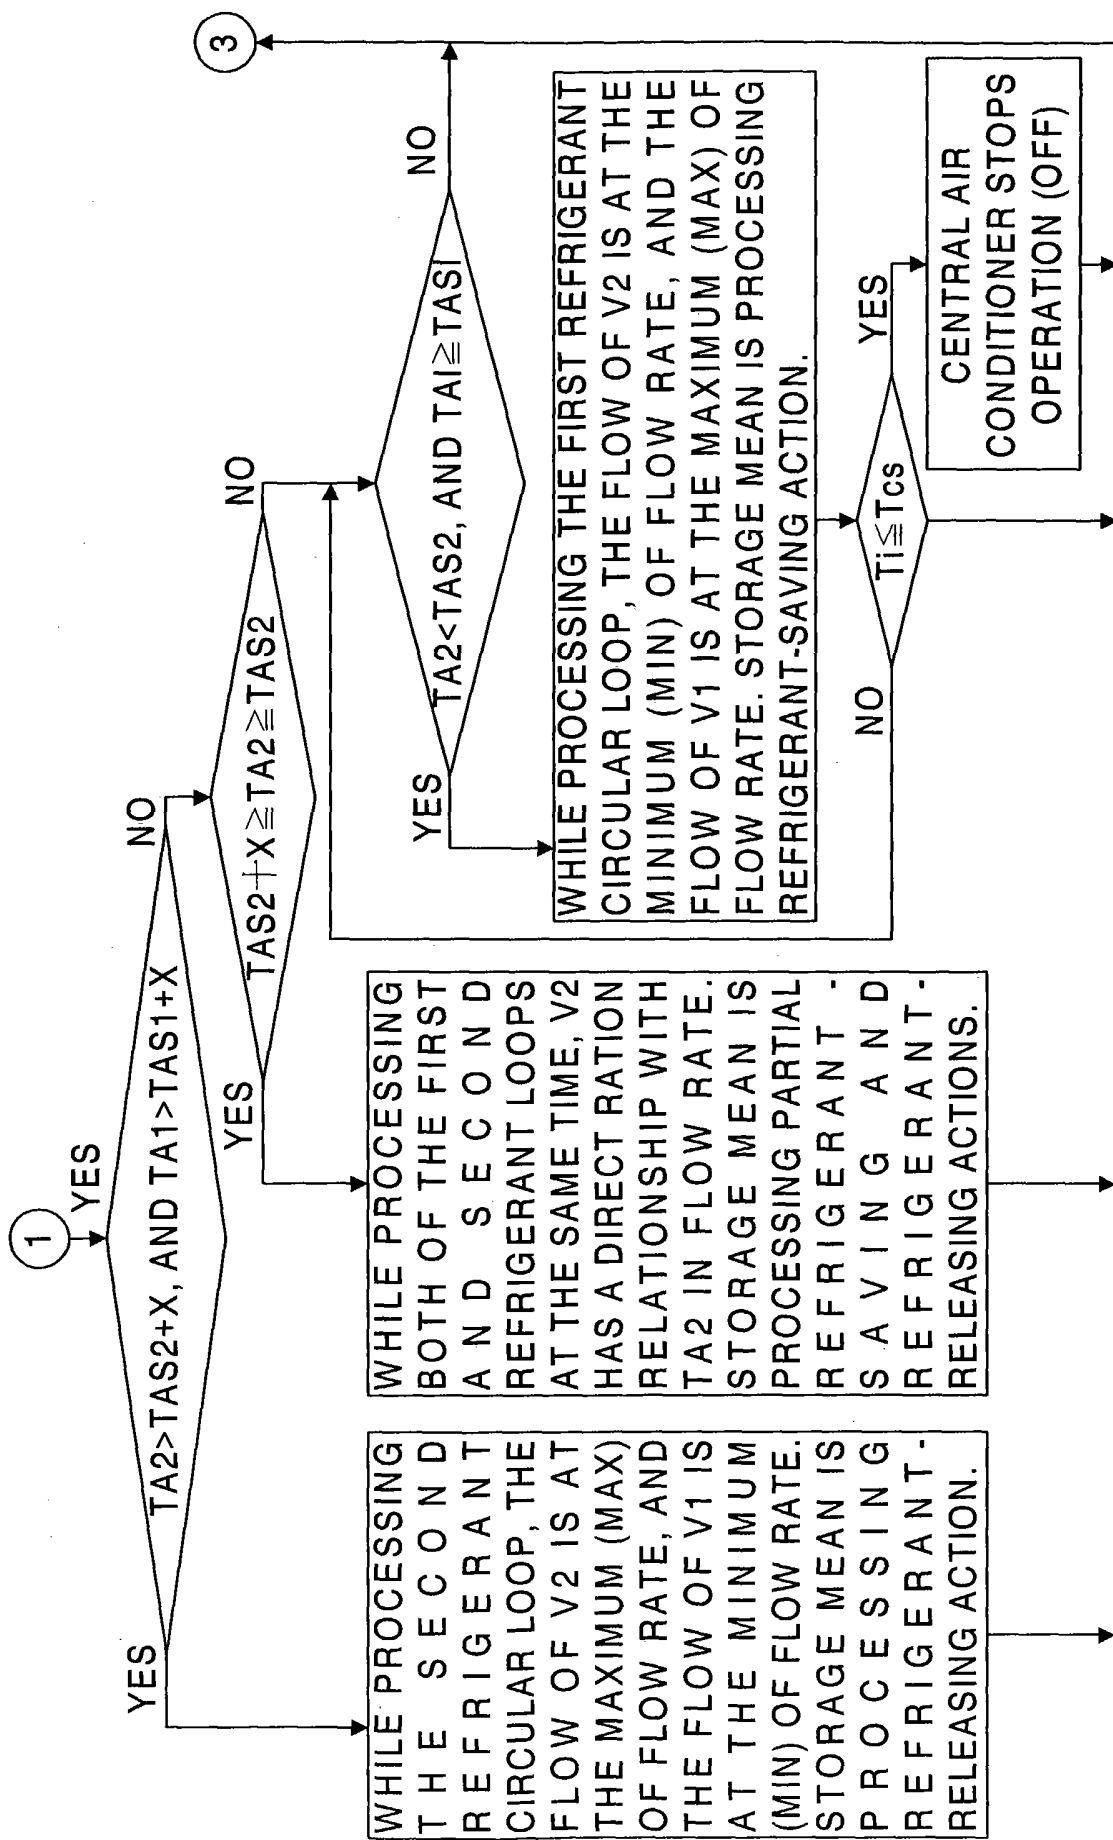 1
YES
TA2>TAS2+X, AND TA1>TAS1+X
YES
NO
TAS2+X≧TA2≧TAS2
YES
NO
TA2<TAS2, AND TA1≧TAS1
YES
NO
3
WHILE PROCESSING
THE SECOND
REFRIGERANT
CIRCULAR LOOP, THE
FLOW OF V2 IS AT
THE MAXIMUM (MAX)
OF FLOW RATE, AND
THE FLOW OF V1 IS
AT THE MINIMUM
(MIN) OF FLOW RATE.
STORAGE MEAN IS
PROCESSING
REFRIGERANT-
RELEASING ACTION.
WHILE PROCESSING
BOTH OF THE FIRST
AND SECOND
REFRIGERANT LOOPS
AT THE SAME TIME, V2
HAS A DIRECT RATION
RELATIONSHIP WITH
TA2 IN FLOW RATE.
STORAGE MEAN IS
PROCESSING PARTIAL
REFRIGERANT-
SAVING AND
REFRIGERANT-
RELEASING ACTIONS.
WHILE PROCESSING THE FIRST REFRIGERANT
CIRCULAR LOOP, THE FLOW OF V2 IS AT THE
MINIMUM (MIN) OF FLOW RATE, AND THE
FLOW OF V1 IS AT THE MAXIMUM (MAX) OF
FLOW RATE. STORAGE MEAN IS PROCESSING
REFRIGERANT-SAVING ACTION.
Ti≦Tcs
NO
YES
CENTRAL AIR
CONDITIONER STOPS
OPERATION (OFF)